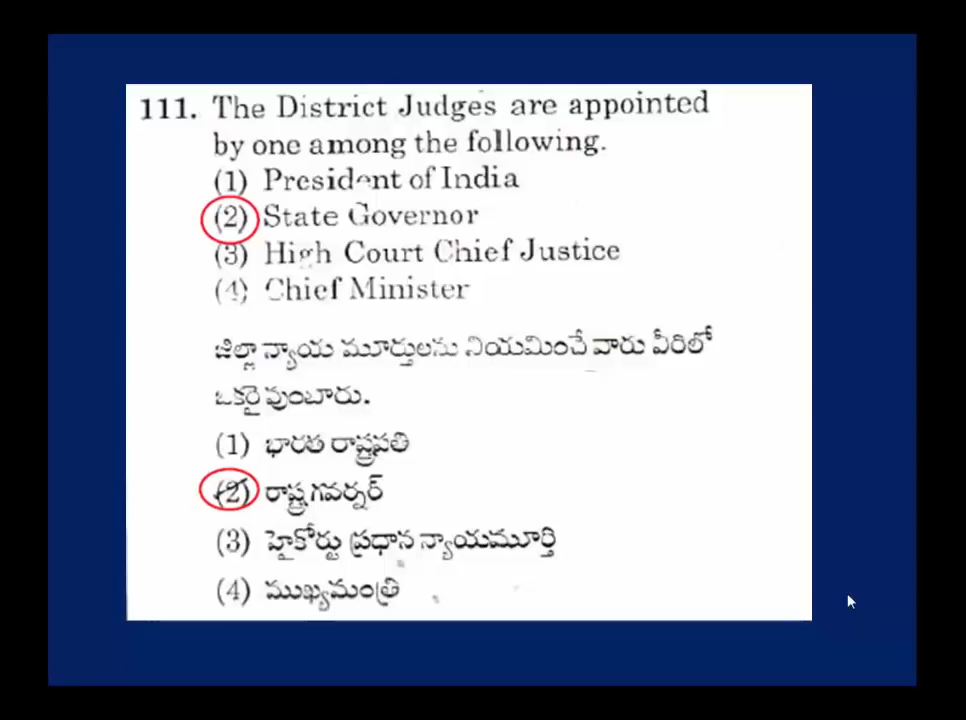 111. The District Judges are appointed
by one among the following.
(1) President of India
(2) State Governor
(3) High Court Chief Justice
(4) Chief Minister
జిల్లా న్యాయ మూర్తులను నియమించే వారు వీరిలో
ఒకరై వుంటారు.
(1) భారత రాష్ట్రపతి
(2) రాష్ట్ర గవర్నర్
(3) హైకోర్టు ప్రధాన న్యాయమూర్తి
(4) ముఖ్యమంత్రి